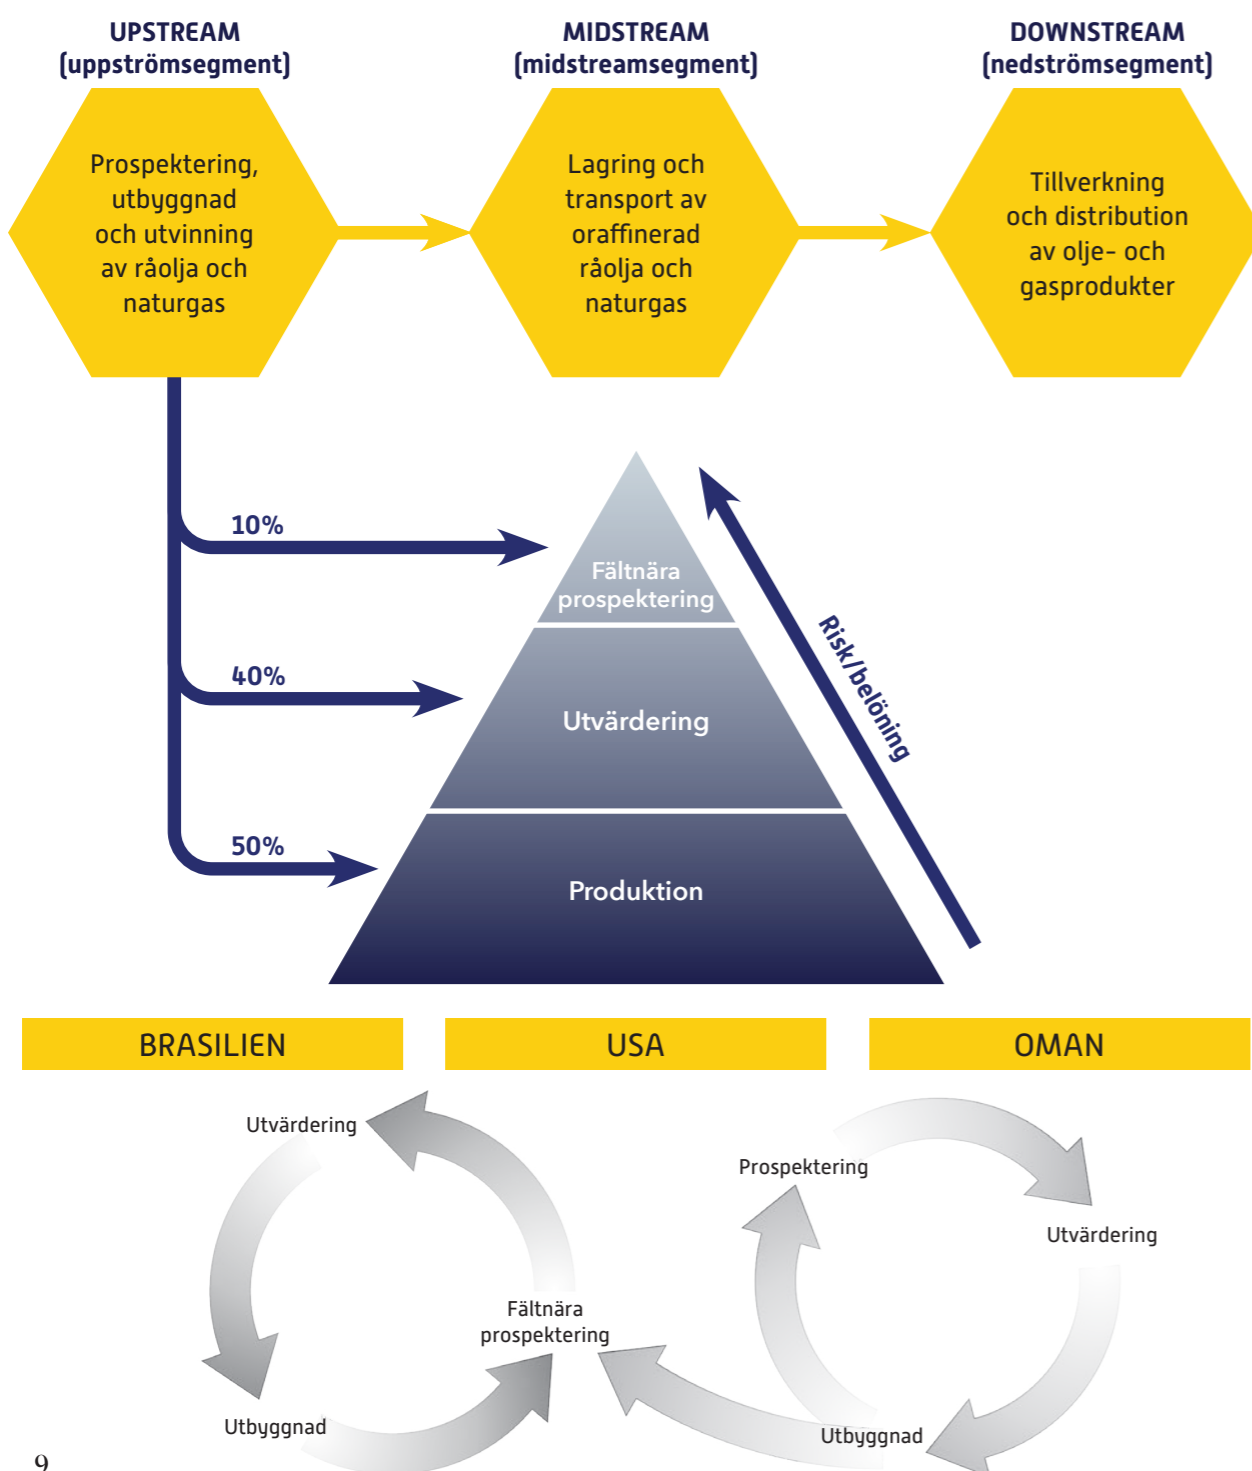 UPSTREAM
(uppströmsegment)
MIDSTREAM
(midstreamsegment)
DOWNSTREAM
(nedströmsegment)
Prospektering,
utbyggnad
och utvinning
av råolja och
naturgas
Lagring och
transport av
oraffinerad
råolja och
naturgas
Tillverkning
och distribution
av olje- och
gasprodukter
10%
Fältnära
prospektering
40%
Utvärdering
50%
Produktion
Risk/belöning
BRASILIEN
USA
OMAN
Utvärdering
Fältnära
prospektering
Utbyggnad
Prospektering
Utvärdering
Utbyggnad
9